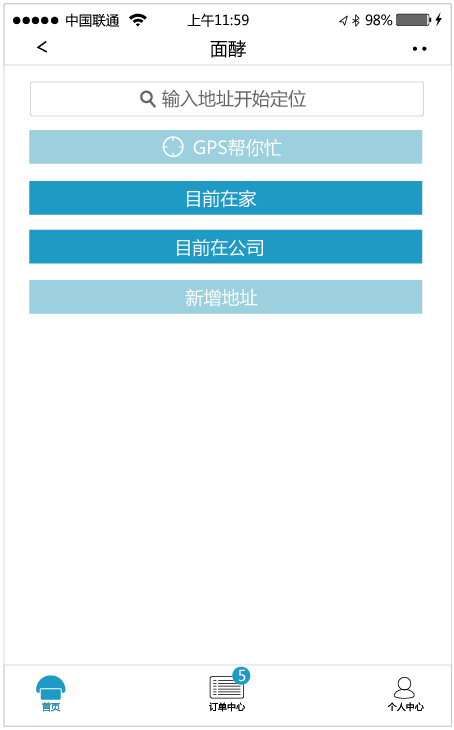 中国联通 上午11:59 98%
< 面酵
输入地址开始定位
GPS帮你忙
目前在家
目前在公司
新增地址
5
首页 订单中心 个人中心